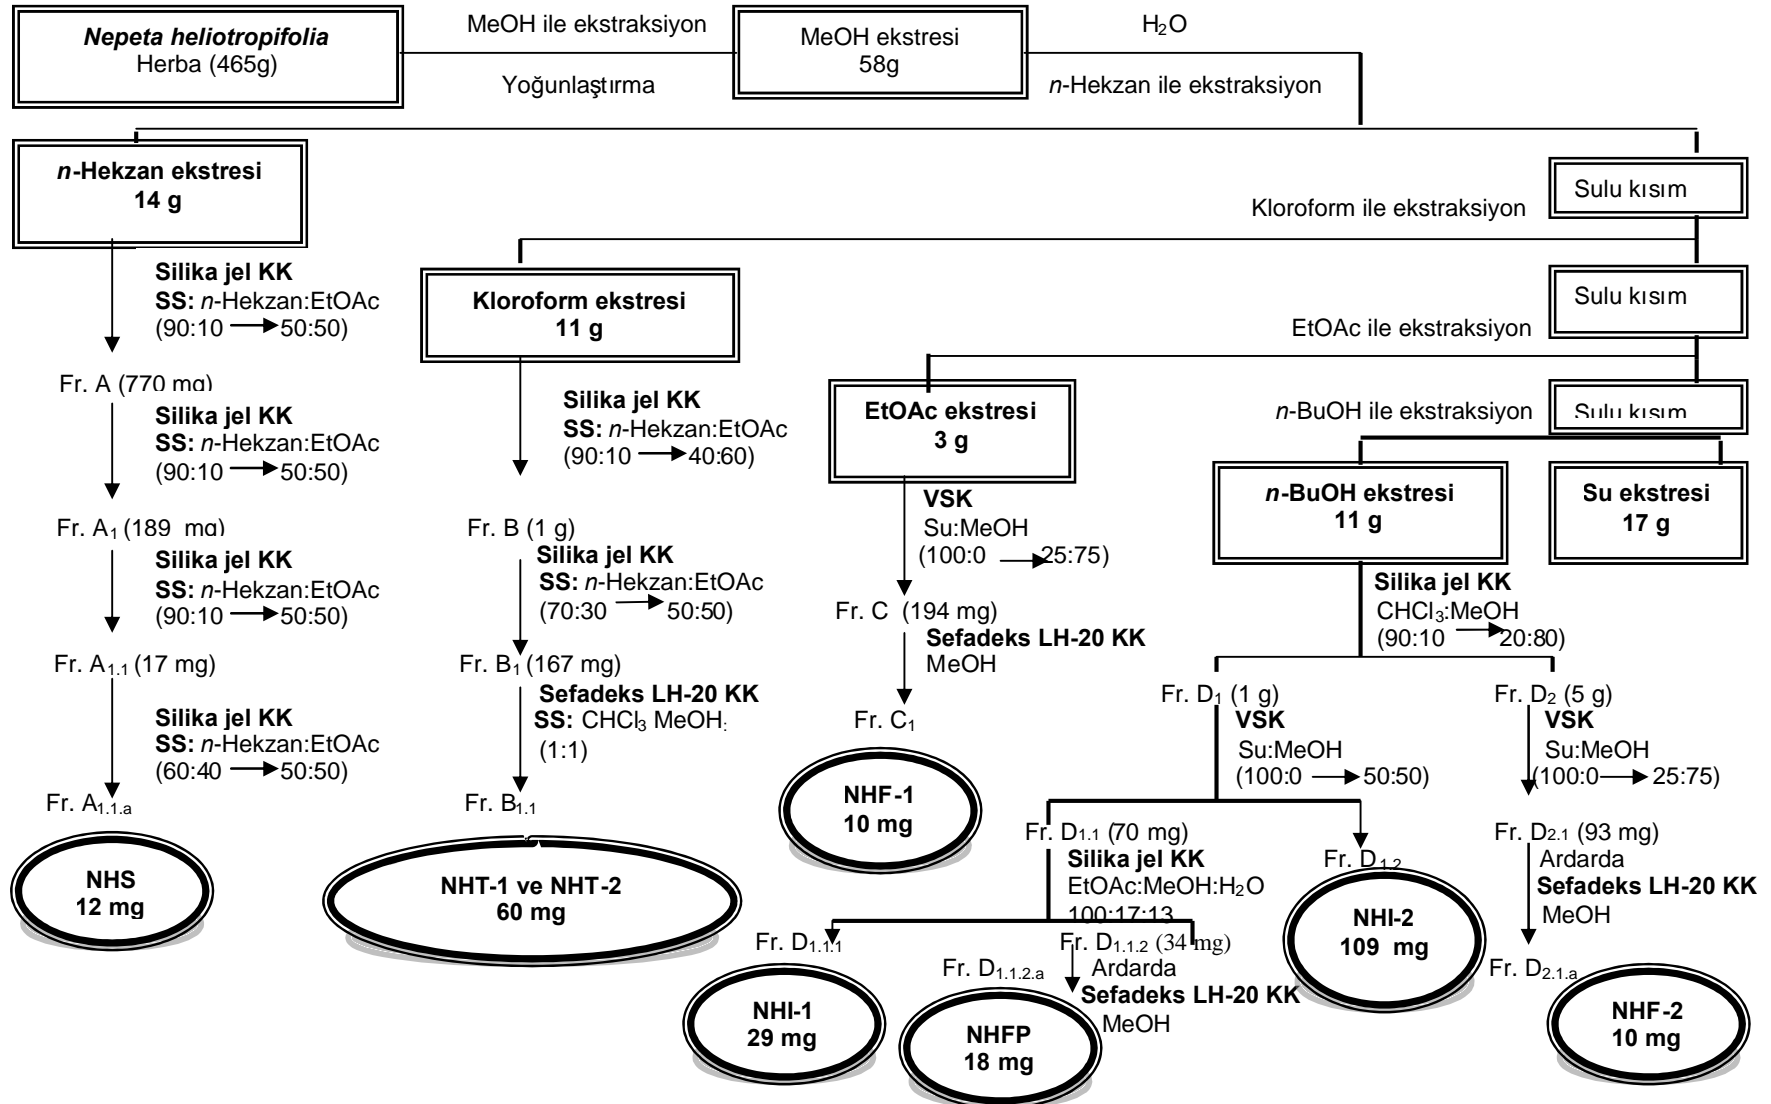 Nepeta heliotropifolia
Herba (465g)
MeOH ile ekstraksiyon
Yoğunlaştırma
MeOH ekstresi
58g
H₂O
n-Hekzan ile ekstraksiyon
n-Hekzan ekstresi
14 g
Sulu kısım
Kloroform ile ekstraksiyon
Silika jel KK
SS: n-Hekzan:EtOAc
(90:10 → 50:50)
Kloroform ekstresi
11 g
Sulu kısım
EtOAc ile ekstraksiyon
Fr. A (770 mg)
Silika jel KK
SS: n-Hekzan:EtOAc
(90:10 → 50:50)
Silika jel KK
SS: n-Hekzan:EtOAc
(90:10 → 40:60)
EtOAc ekstresi
3 g
n-BuOH ile ekstraksiyon
Sulu kısım
VSK
Su:MeOH
(100:0 → 25:75)
n-BuOH ekstresi
11 g
Su ekstresi
17 g
Fr. A₁ (189 mg)
Silika jel KK
SS: n-Hekzan:EtOAc
(90:10 → 50:50)
Fr. B (1 g)
Silika jel KK
SS: n-Hekzan:EtOAc
(70:30 → 50:50)
Silika jel KK
CHCl₃:MeOH
(90:10 → 20:80)
Fr. C (194 mg)
Sefadeks LH-20 KK
MeOH
Fr. A₁.₁ (17 mg)
Silika jel KK
SS: n-Hekzan:EtOAc
(60:40 → 50:50)
Fr. B₁ (167 mg)
Sefadeks LH-20 KK
SS: CHCl₃ MeOH:
(1:1)
Fr. C₁
Fr. D₁ (1 g)
VSK
Su:MeOH
(100:0 → 50:50)
Fr. D₂ (5 g)
VSK
Su:MeOH
(100:0 → 25:75)
Fr. A₁.₁.a
Fr. B₁.₁
NHF-1
10 mg
Fr. D₁.₁ (70 mg)
Silika jel KK
EtOAc:MeOH:H₂O
100:17:13
Fr. D₁.₂
Fr. D₂.₁ (93 mg)
Ardarda
Sefadeks LH-20 KK
MeOH
NHS
12 mg
NHT-1 ve NHT-2
60 mg
NHI-2
109 mg
Fr. D₁.₁.₁
Fr. D₁.₁.₂ (34 mg)
Ardarda
Sefadeks LH-20 KK
MeOH
Fr. D₁.₁.₂.a
Fr. D₂.₁.a
NHI-1
29 mg
NHFP
18 mg
NHF-2
10 mg